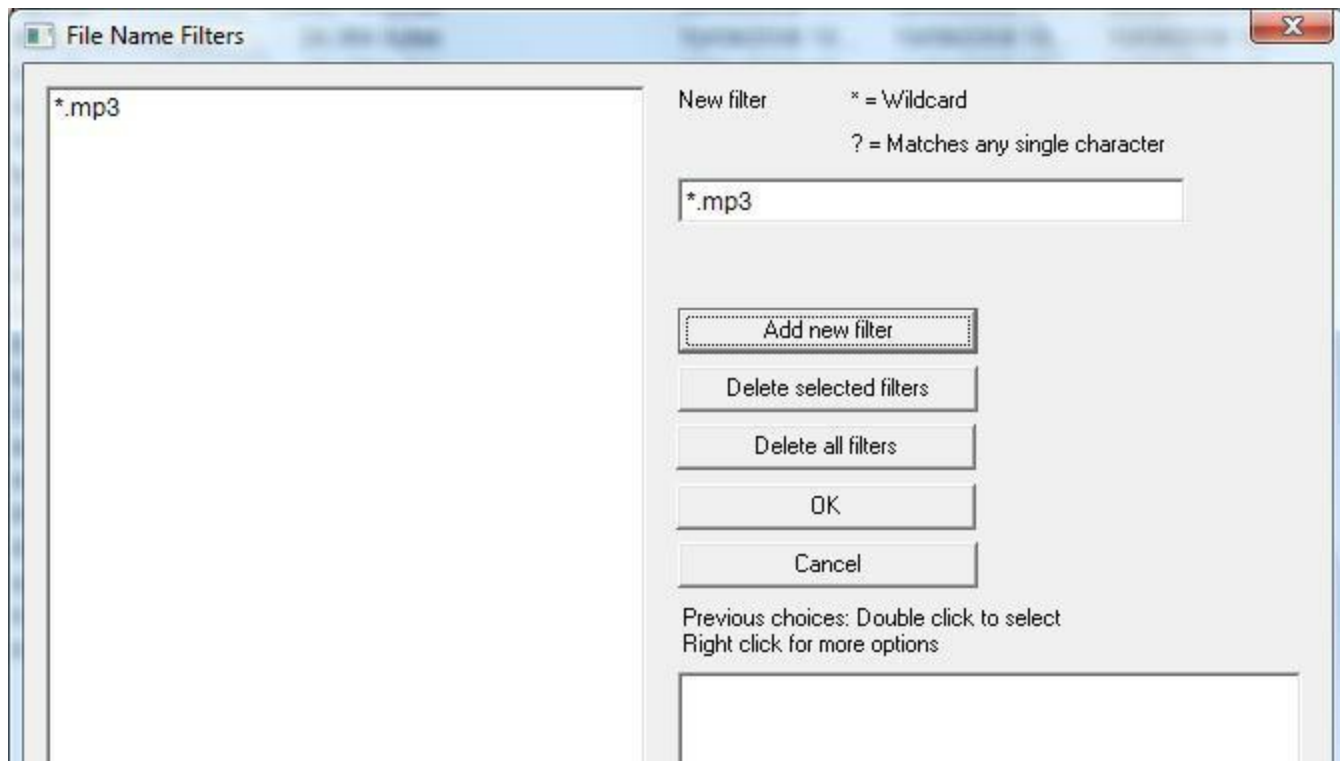 File Name Filters
X
*.mp3
New filter * = Wildcard
? = Matches any single character
*.mp3
Add new filter
Delete selected filters
Delete all filters
OK
Cancel
Previous choices: Double click to select
Right click for more options